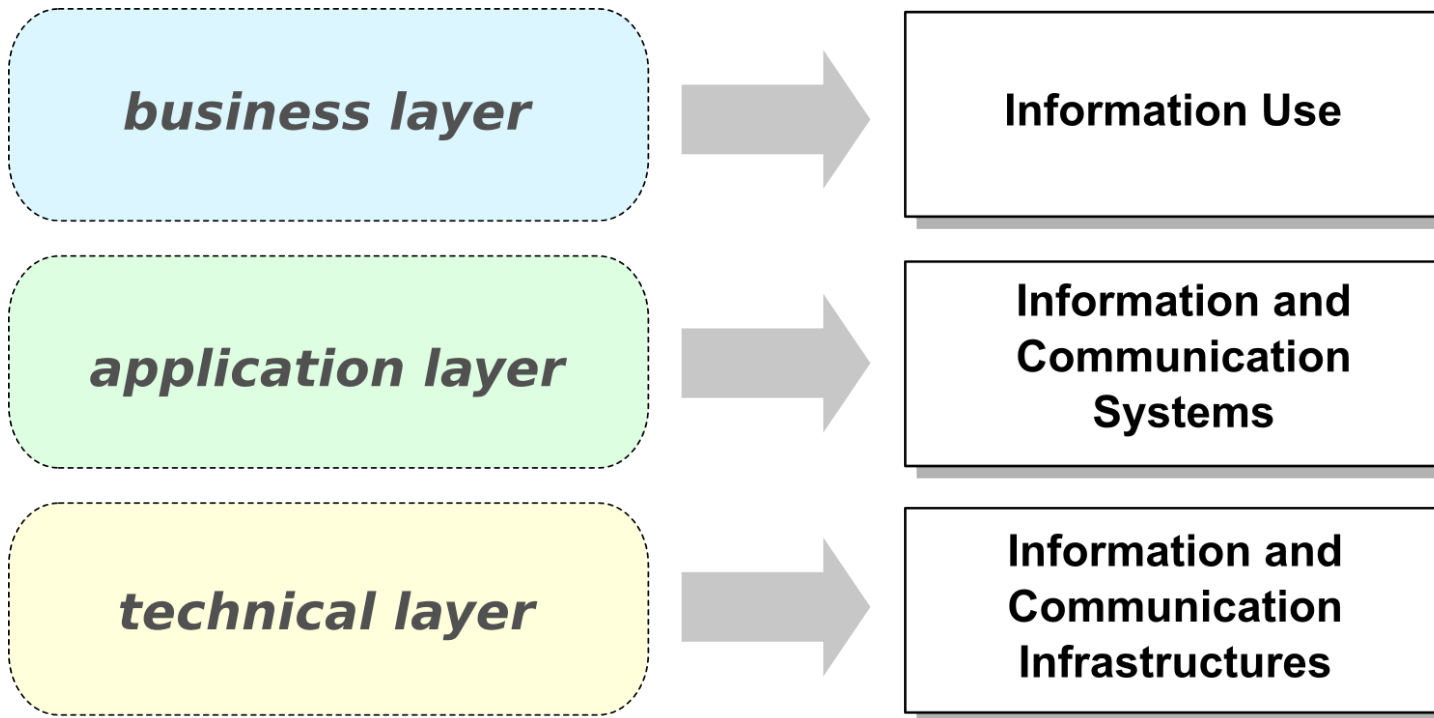 business layer
Information Use
application layer
Information and
Communication
Systems
technical layer
Information and
Communication
Infrastructures